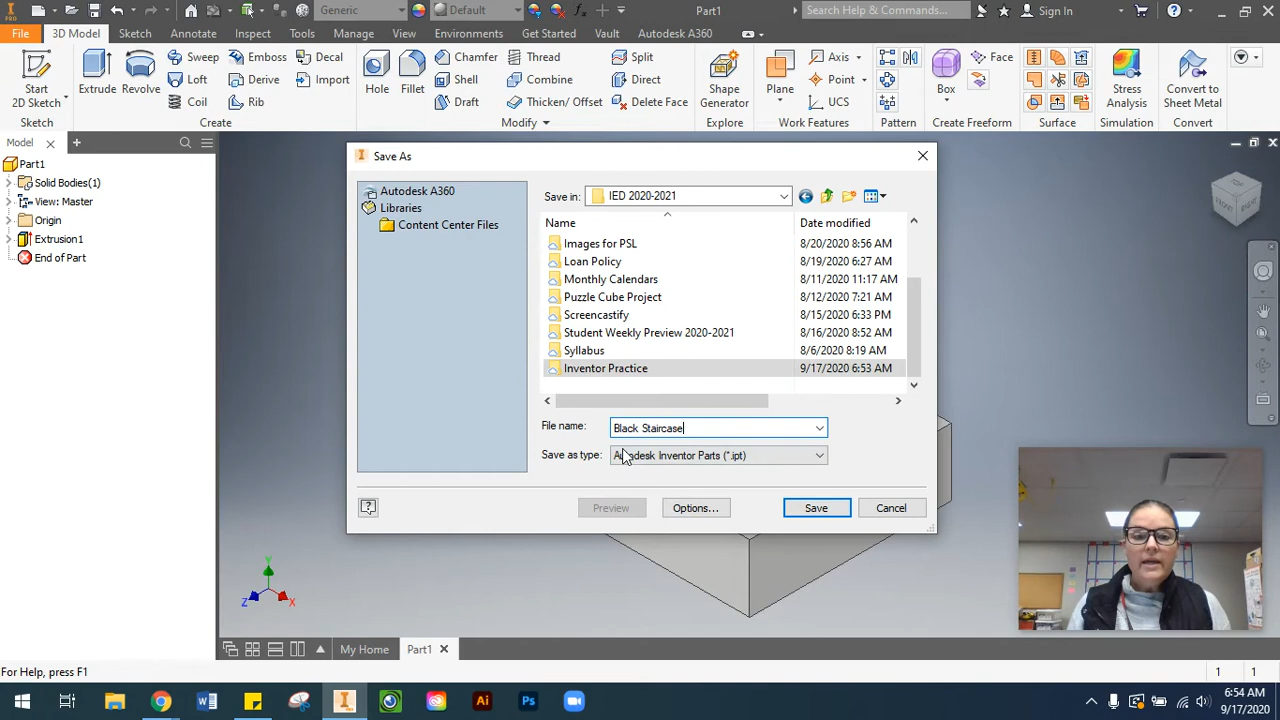 Generic
Default
Part1
Search Help & Commands...
Sign In
File
3D Model
Sketch
Annotate
Inspect
Tools
Manage
View
Environments
Get Started
Vault
Autodesk A360
Start
2D Sketch
Extrude
Revolve
Sweep
Loft
Coil
Emboss
Derive
Rib
Decal
Import
Hole
Fillet
Chamfer
Shell
Draft
Thread
Combine
Thicken/ Offset
Split
Direct
Delete Face
Shape
Generator
Plane
Axis
Point
UCS
Box
Face
Stress
Analysis
Convert to
Sheet Metal
Sketch
Create
Modify
Explore
Work Features
Pattern
Create Freeform
Surface
Simulation
Convert
Model
Part1
Solid Bodies(1)
View: Master
Origin
Extrusion1
End of Part
Save As
Autodesk A360
Libraries
Content Center Files
Save in:
IED 2020-2021
Name
Date modified
Images for PSL
8/20/2020 8:56 AM
Loan Policy
8/19/2020 6:27 AM
Monthly Calendars
8/11/2020 11:17 AM
Puzzle Cube Project
8/12/2020 7:21 AM
Screencastify
8/15/2020 6:33 PM
Student Weekly Preview 2020-2021
8/16/2020 8:52 AM
Syllabus
8/6/2020 8:19 AM
Inventor Practice
9/17/2020 6:53 AM
File name:
Black Staircase
Save as type:
Autodesk Inventor Parts (*.ipt)
Preview
Options...
Save
Cancel
TOP
FRONT
RIGHT
Y
Z
X
My Home
Part1
For Help, press F1
1
1
6:54 AM
9/17/2020